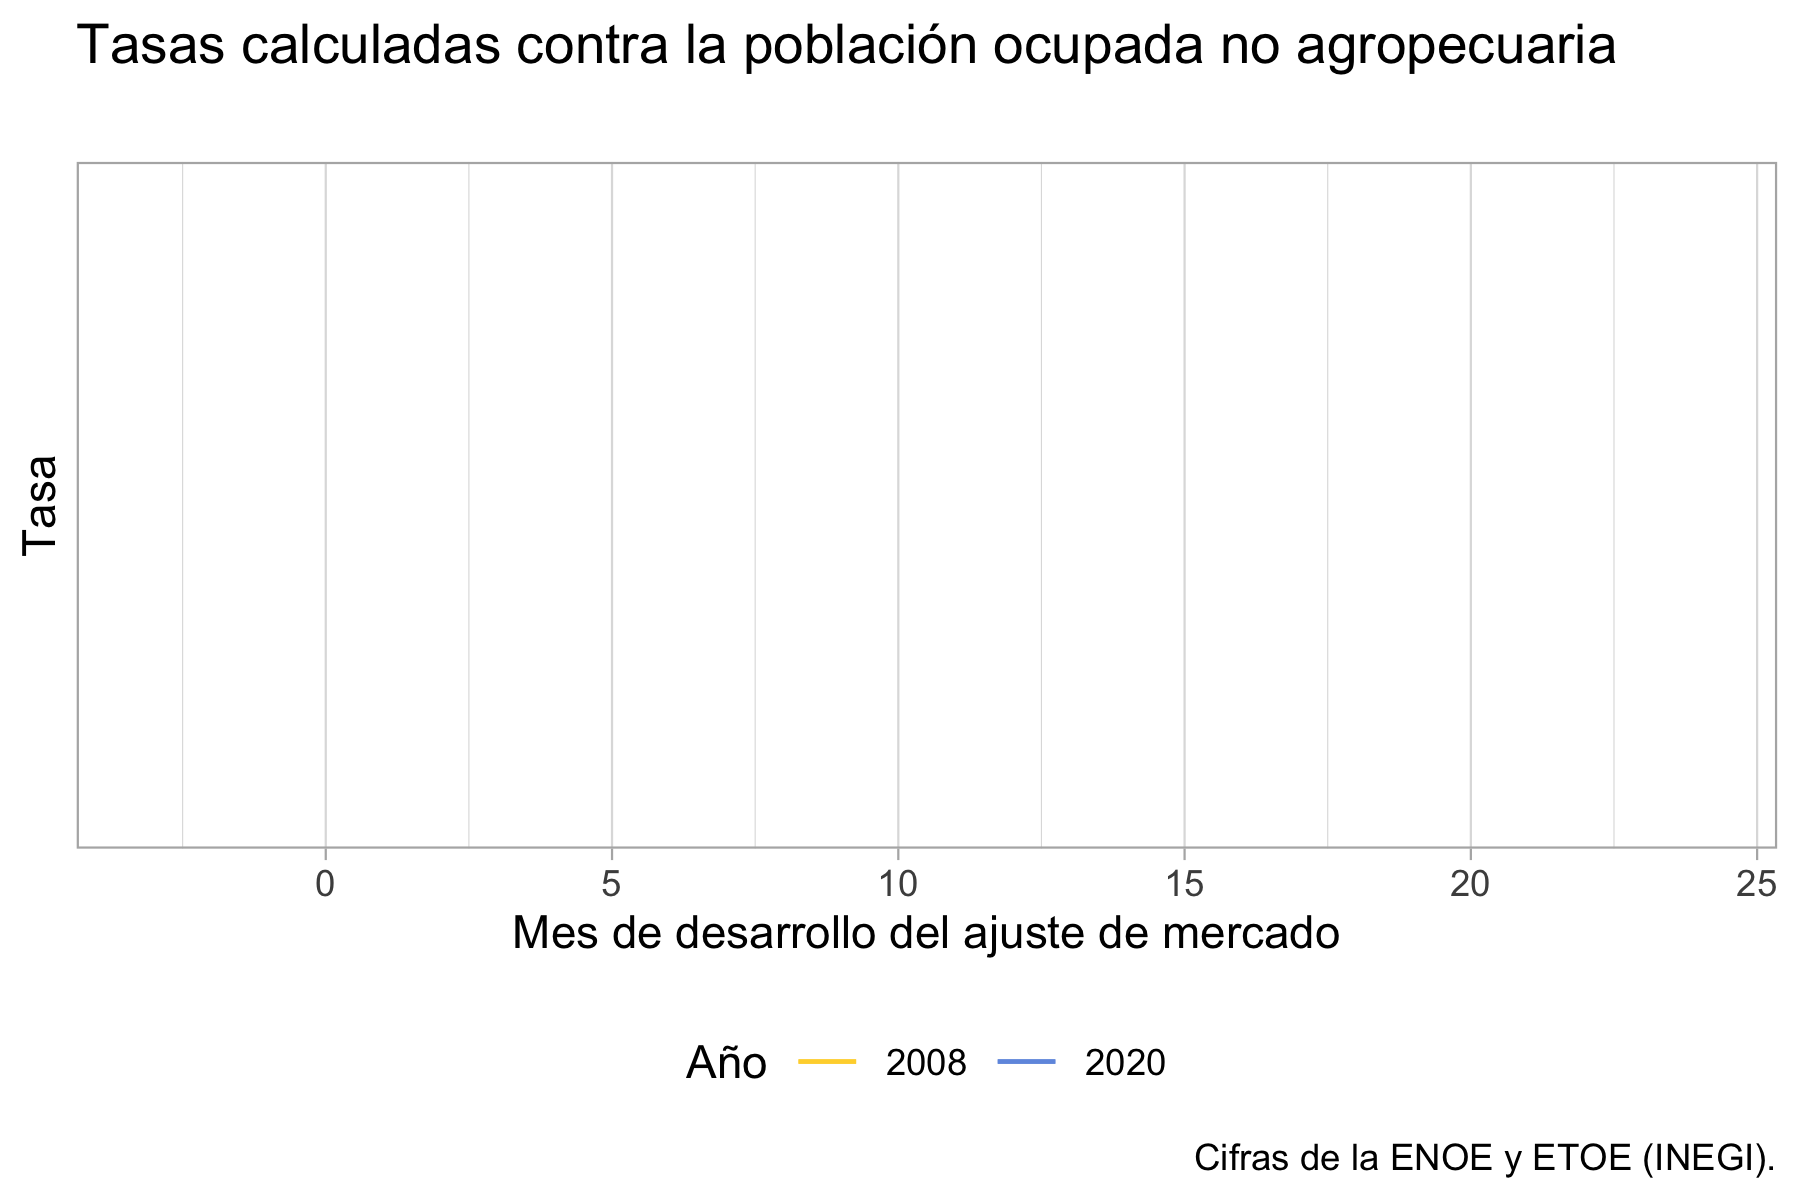 Tasas calculadas contra la población ocupada no agropecuaria
Tasa
0 5 10 15 20 25
Mes de desarrollo del ajuste de mercado
Año 2008 2020
Cifras de la ENOE y ETOE (INEGI).